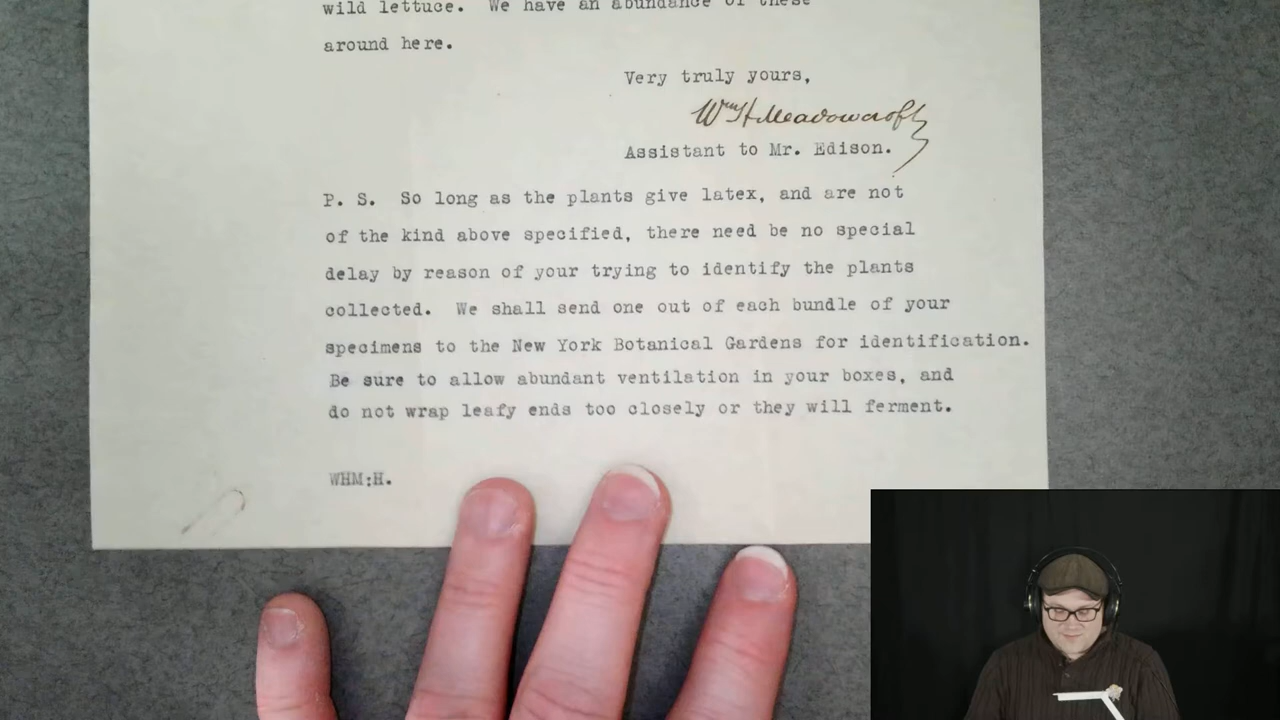 wild lettuce. We have an abundance of these
around here.
Very truly yours,
Wm H Meadowcroft
Assistant to Mr. Edison.
P. S. So long as the plants give latex, and are not
of the kind above specified, there need be no special
delay by reason of your trying to identify the plants
collected. We shall send one out of each bundle of your
specimens to the New York Botanical Gardens for identification.
Be sure to allow abundant ventilation in your boxes, and
do not wrap leafy ends too closely or they will ferment.
WHM:H.